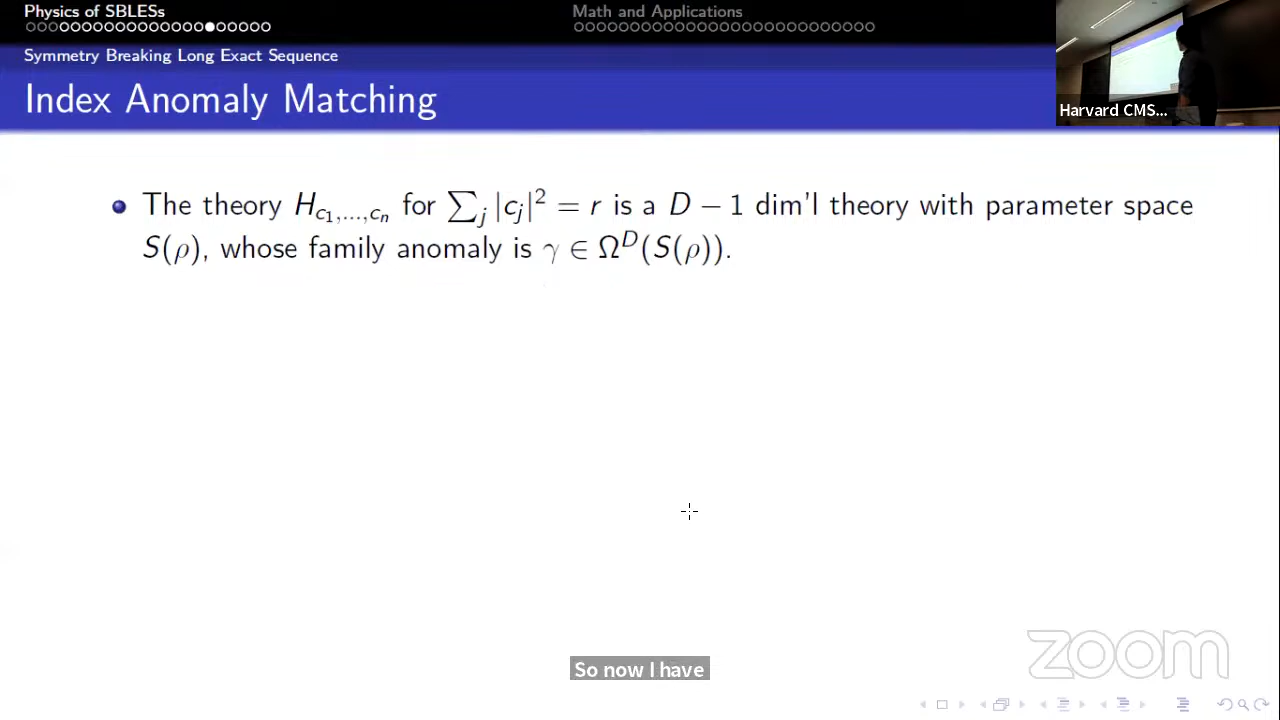 Physics of SBLESs
Math and Applications
Symmetry Breaking Long Exact Sequence
Index Anomaly Matching
Harvard CMS...
The theory H_{c_1,...,c_n} for ∑_j |c_j|^2 = r is a D − 1 dim'l theory with parameter space
S(ρ), whose family anomaly is γ ∈ Ω^D(S(ρ)).
So now I have
zoom